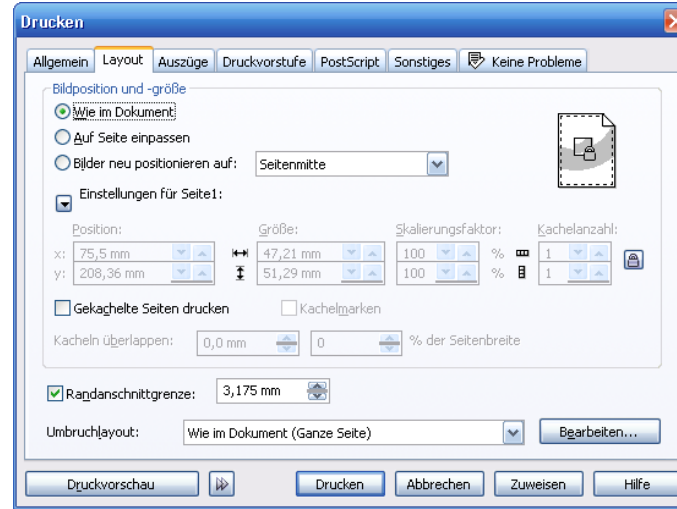 Drucken
Allgemein Layout Auszüge Druckvorstufe PostScript Sonstiges Keine Probleme
Bildposition und -größe
Wie im Dokument
Auf Seite einpassen
Bilder neu positionieren auf: Seitenmitte
Einstellungen für Seite1:
Position: Größe: Skalierungsfaktor: Kachelanzahl:
x: 75,5 mm 47,21 mm 100 % 1
y: 208,36 mm 51,29 mm 100 % 1
Gekachelte Seiten drucken Kachelmarken
Kacheln überlappen: 0,0 mm 0 % der Seitenbreite
Randanschnittgrenze: 3,175 mm
Umbruchlayout: Wie im Dokument (Ganze Seite) Bearbeiten...
Druckvorschau Drucken Abbrechen Zuweisen Hilfe